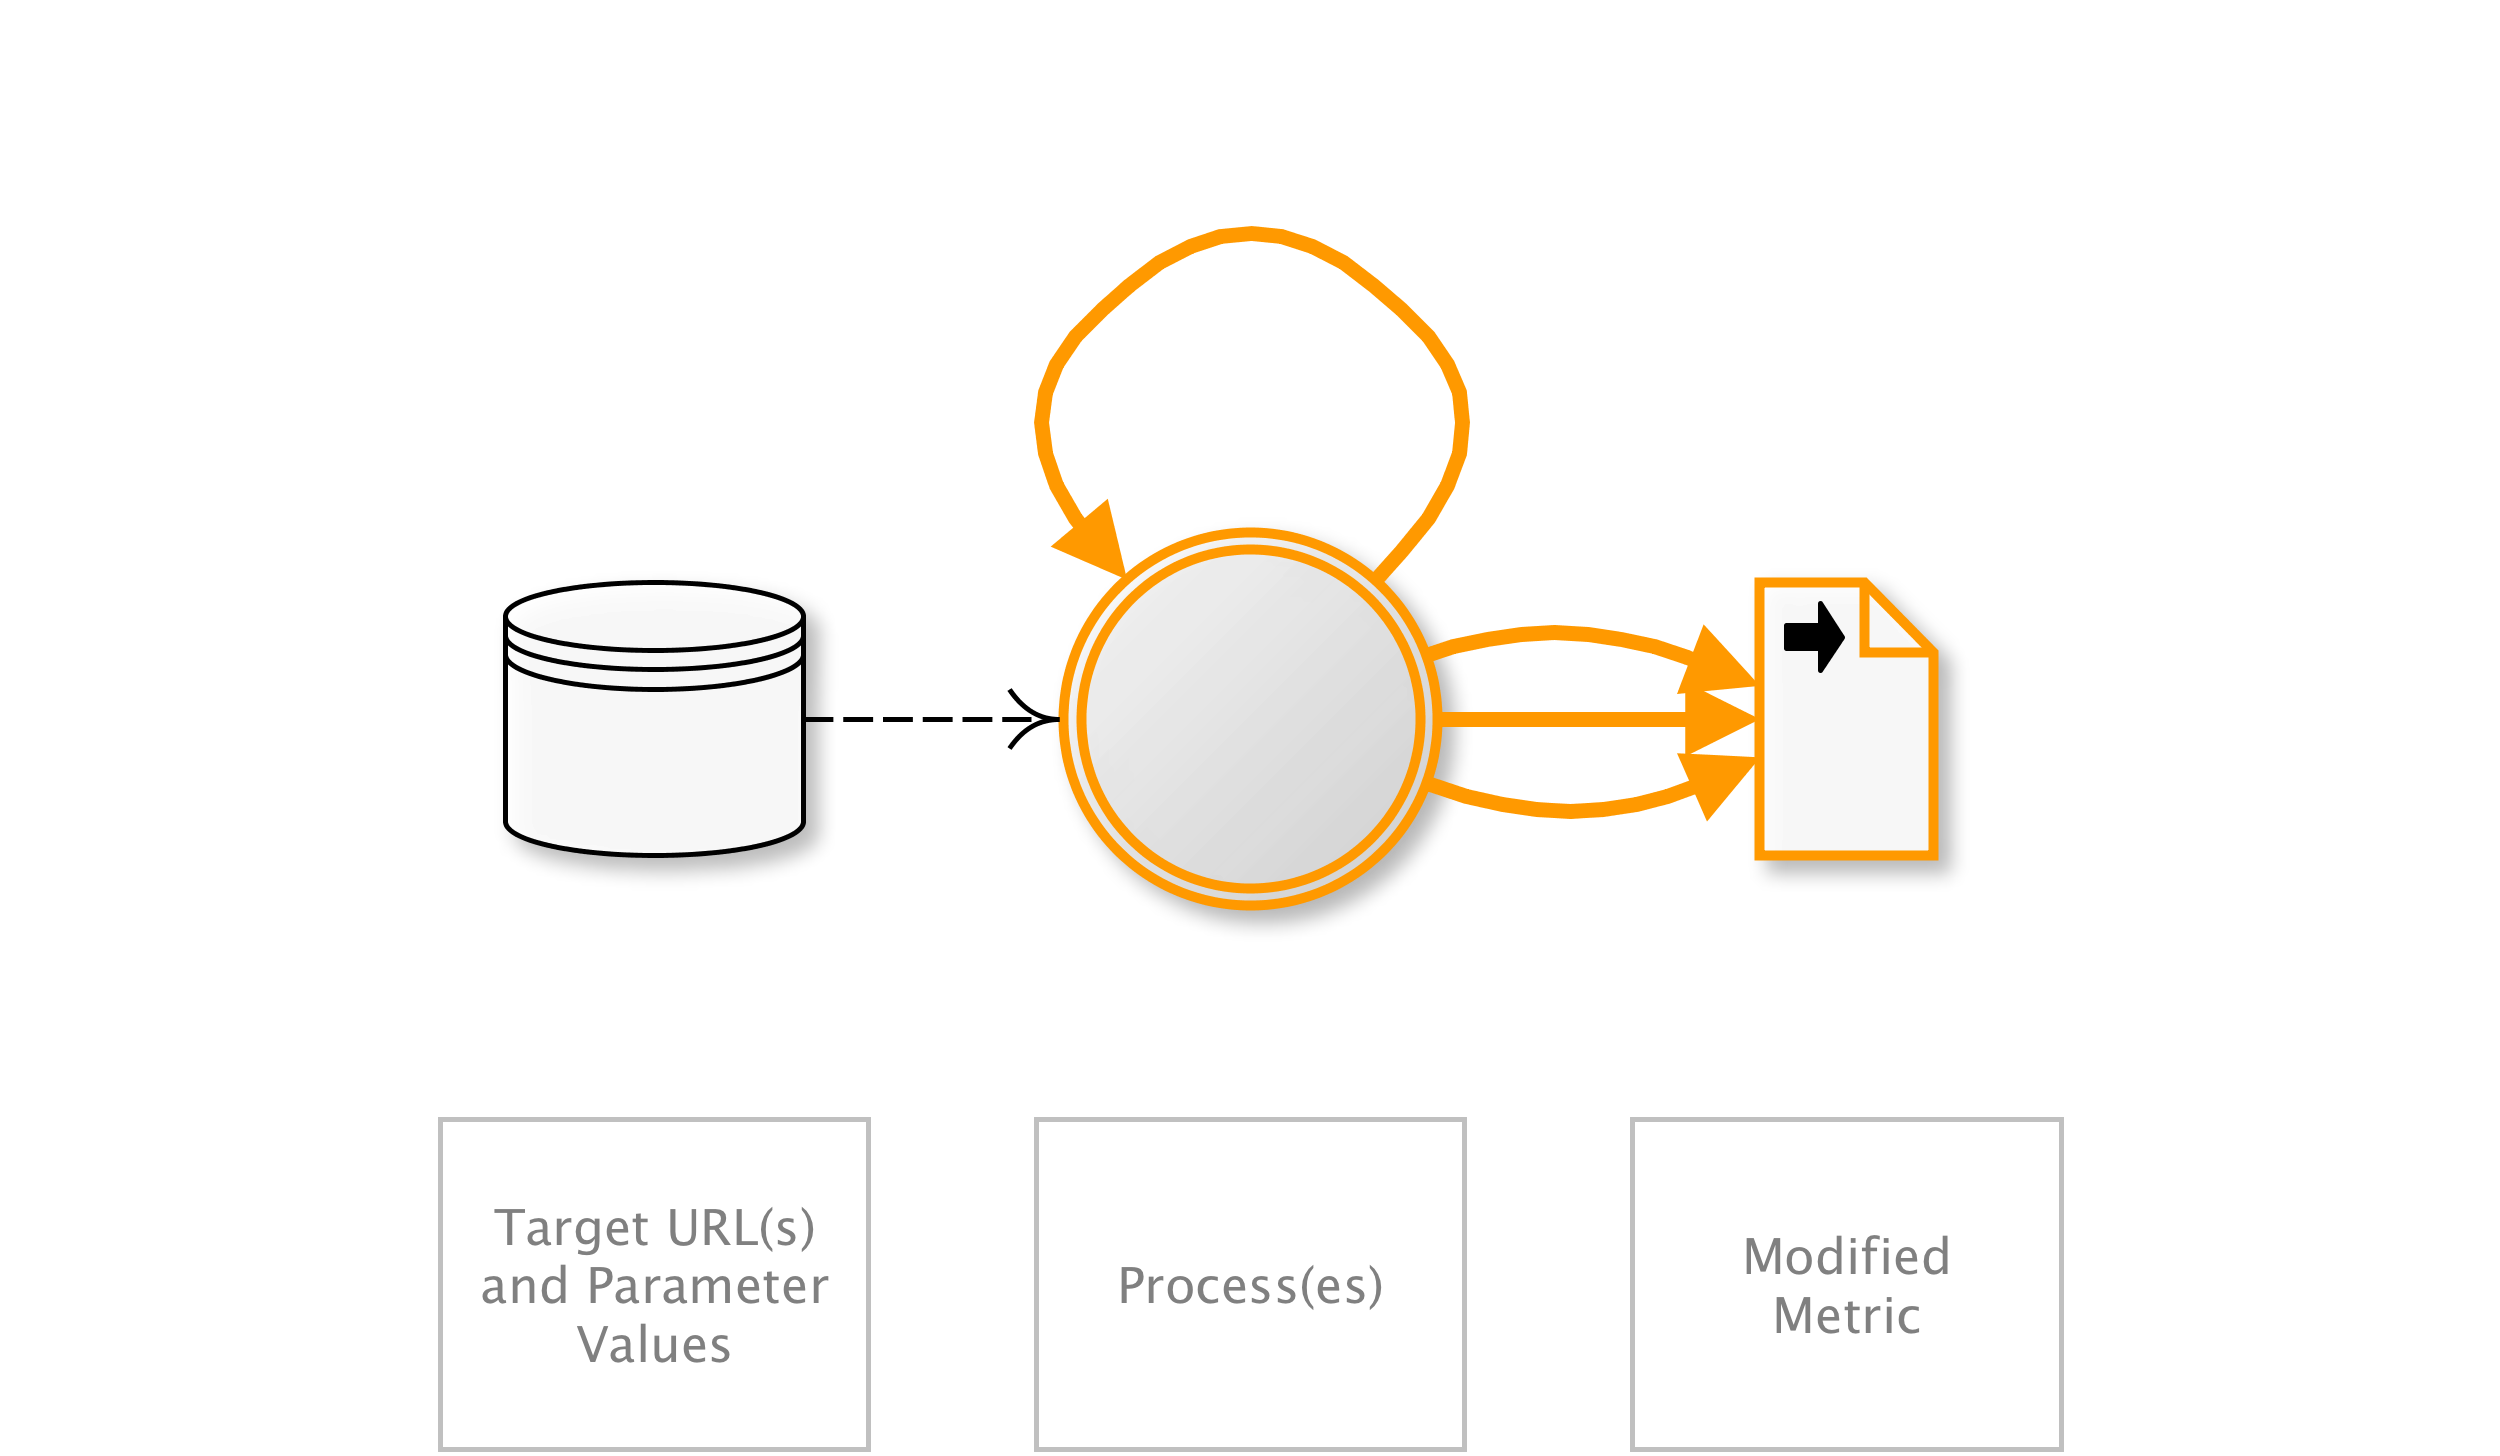 Target URL(s)
and Parameter
Values
Process(es)
Modified
Metric